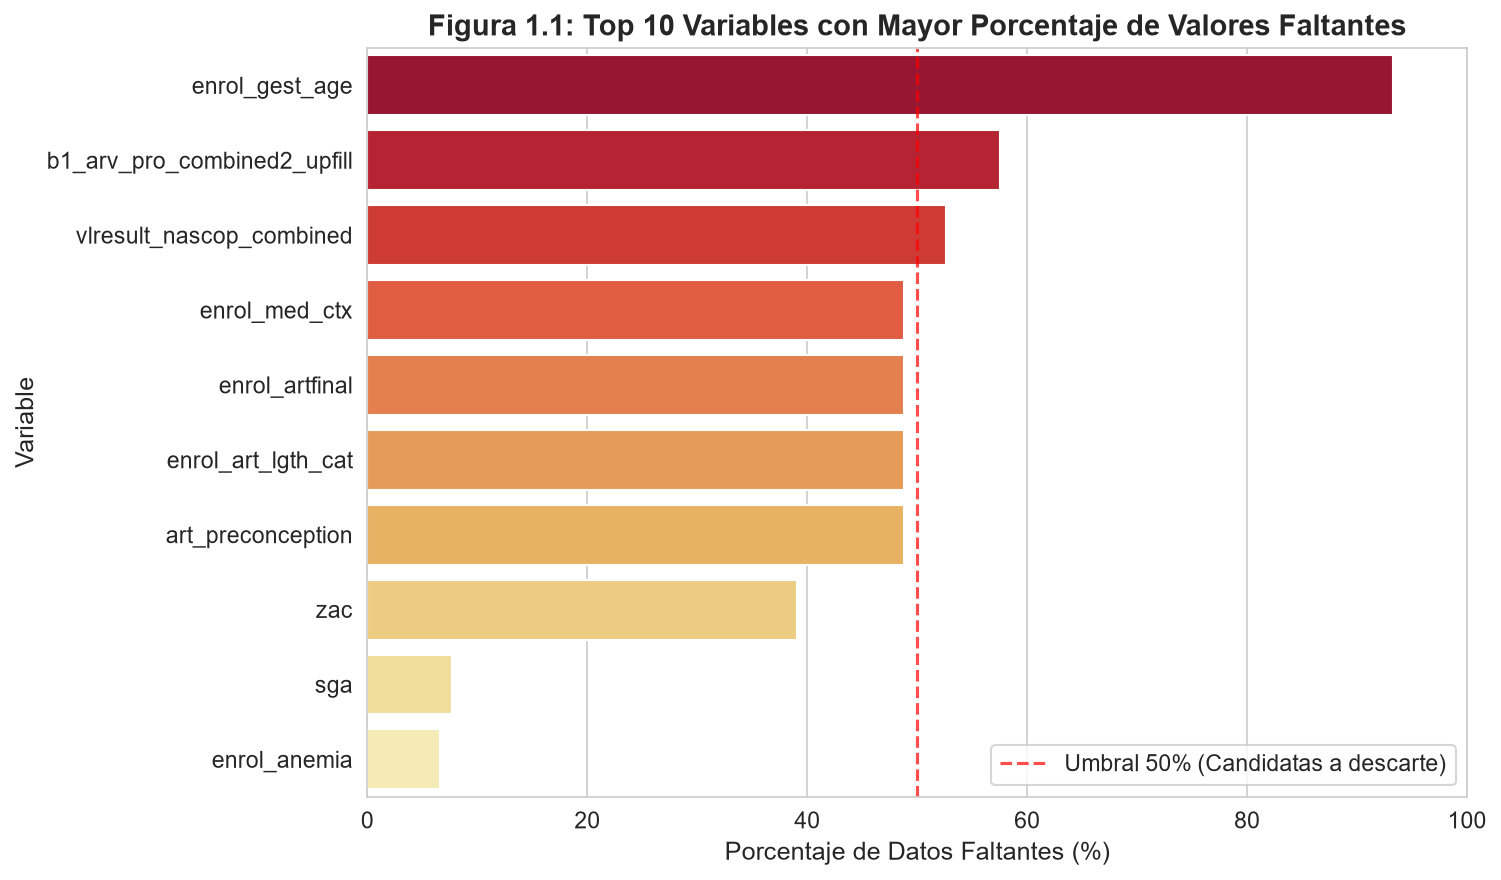 Figura 1.1: Top 10 Variables con Mayor Porcentaje de Valores Faltantes
Variable
enrol_gest_age
b1_arv_pro_combined2_upfill
vlresult_nascop_combined
enrol_med_ctx
enrol_artfinal
enrol_art_lgth_cat
art_preconception
zac
sga
enrol_anemia
Umbral 50% (Candidatas a descarte)
0 20 40 60 80 100
Porcentaje de Datos Faltantes (%)